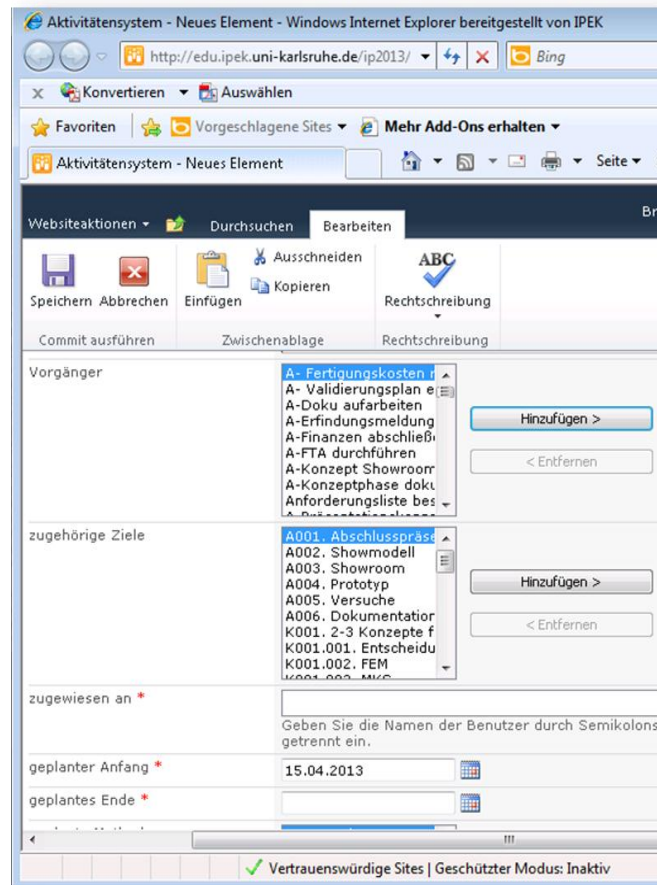 Aktivitätensystem - Neues Element - Windows Internet Explorer bereitgestellt von IPEK
http://edu.ipek.uni-karlsruhe.de/ip2013/ Bing
x Konvertieren Auswählen
Favoriten Vorgeschlagene Sites Mehr Add-Ons erhalten
Aktivitätensystem - Neues Element Seite
Br
Websiteaktionen Durchsuchen Bearbeiten
Ausschneiden ABC
Kopieren
Speichern Abbrechen Einfügen Rechtschreibung
Commit ausführen Zwischenablage Rechtschreibung
Vorgänger
A- Fertigungskosten
A- Validierungsplan e
A-Doku aufarbeiten
A-Erfindungsmeldung Hinzufügen >
A-Finanzen abschließ
A-FTA durchführen
A-Konzept Showroom < Entfernen
A-Konzeptphase doku
Anforderungsliste bes
zugehörige Ziele
A001. Abschlusspräse
A002. Showmodell
A003. Showroom
A004. Prototyp Hinzufügen >
A005. Versuche
A006. Dokumentation
K001. 2-3 Konzepte f < Entfernen
K001.001. Entscheidu
K001.002. FEM
zugewiesen an *
Geben Sie die Namen der Benutzer durch Semikolons
getrennt ein.
geplanter Anfang * 15.04.2013
geplantes Ende *
Vertrauenswürdige Sites | Geschützter Modus: Inaktiv